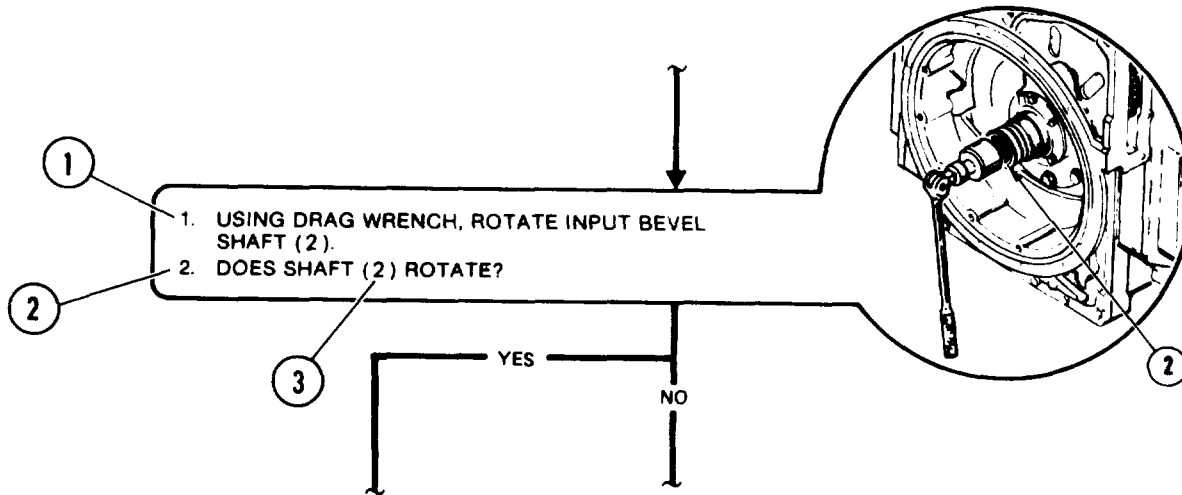 1
1. USING DRAG WRENCH, ROTATE INPUT BEVEL
SHAFT (2).
2. DOES SHAFT (2) ROTATE?
2
3
2
YES
NO